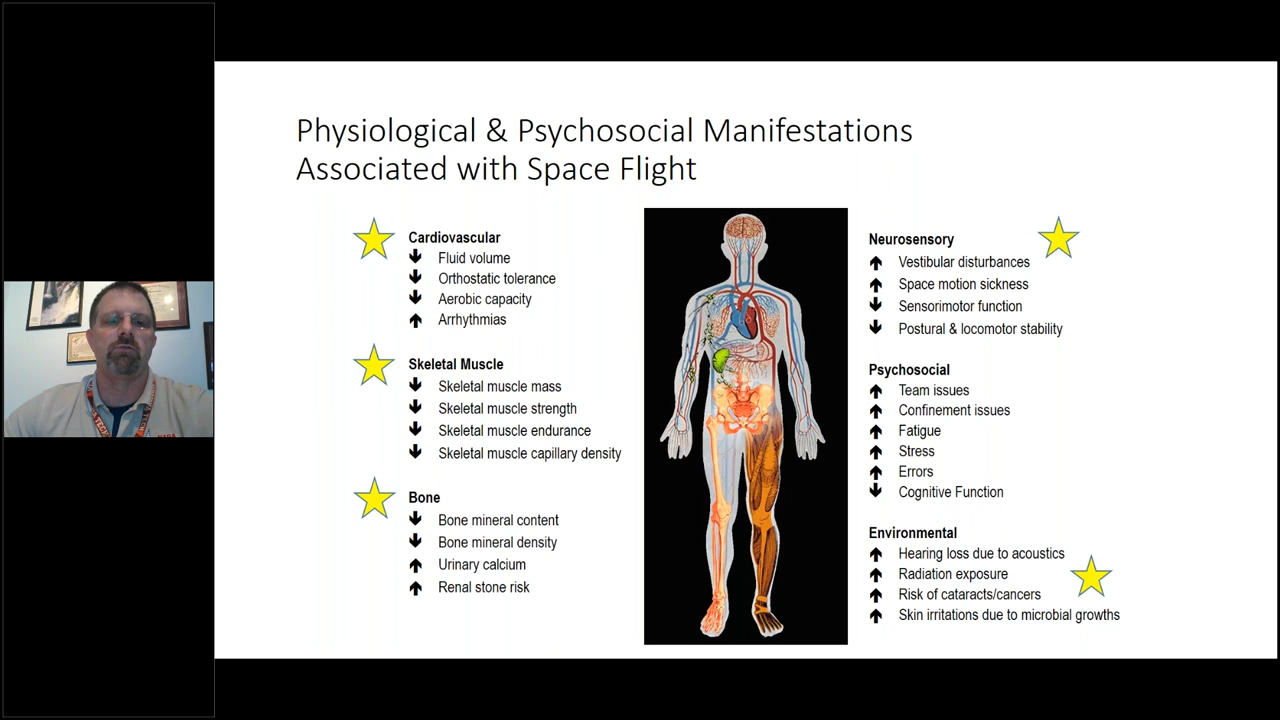 Physiological & Psychosocial Manifestations
Associated with Space Flight
Cardiovascular
Fluid volume
Orthostatic tolerance
Aerobic capacity
Arrhythmias
Skeletal Muscle
Skeletal muscle mass
Skeletal muscle strength
Skeletal muscle endurance
Skeletal muscle capillary density
Bone
Bone mineral content
Bone mineral density
Urinary calcium
Renal stone risk
Neurosensory
Vestibular disturbances
Space motion sickness
Sensorimotor function
Postural & locomotor stability
Psychosocial
Team issues
Confinement issues
Fatigue
Stress
Errors
Cognitive Function
Environmental
Hearing loss due to acoustics
Radiation exposure
Risk of cataracts/cancers
Skin irritations due to microbial growths